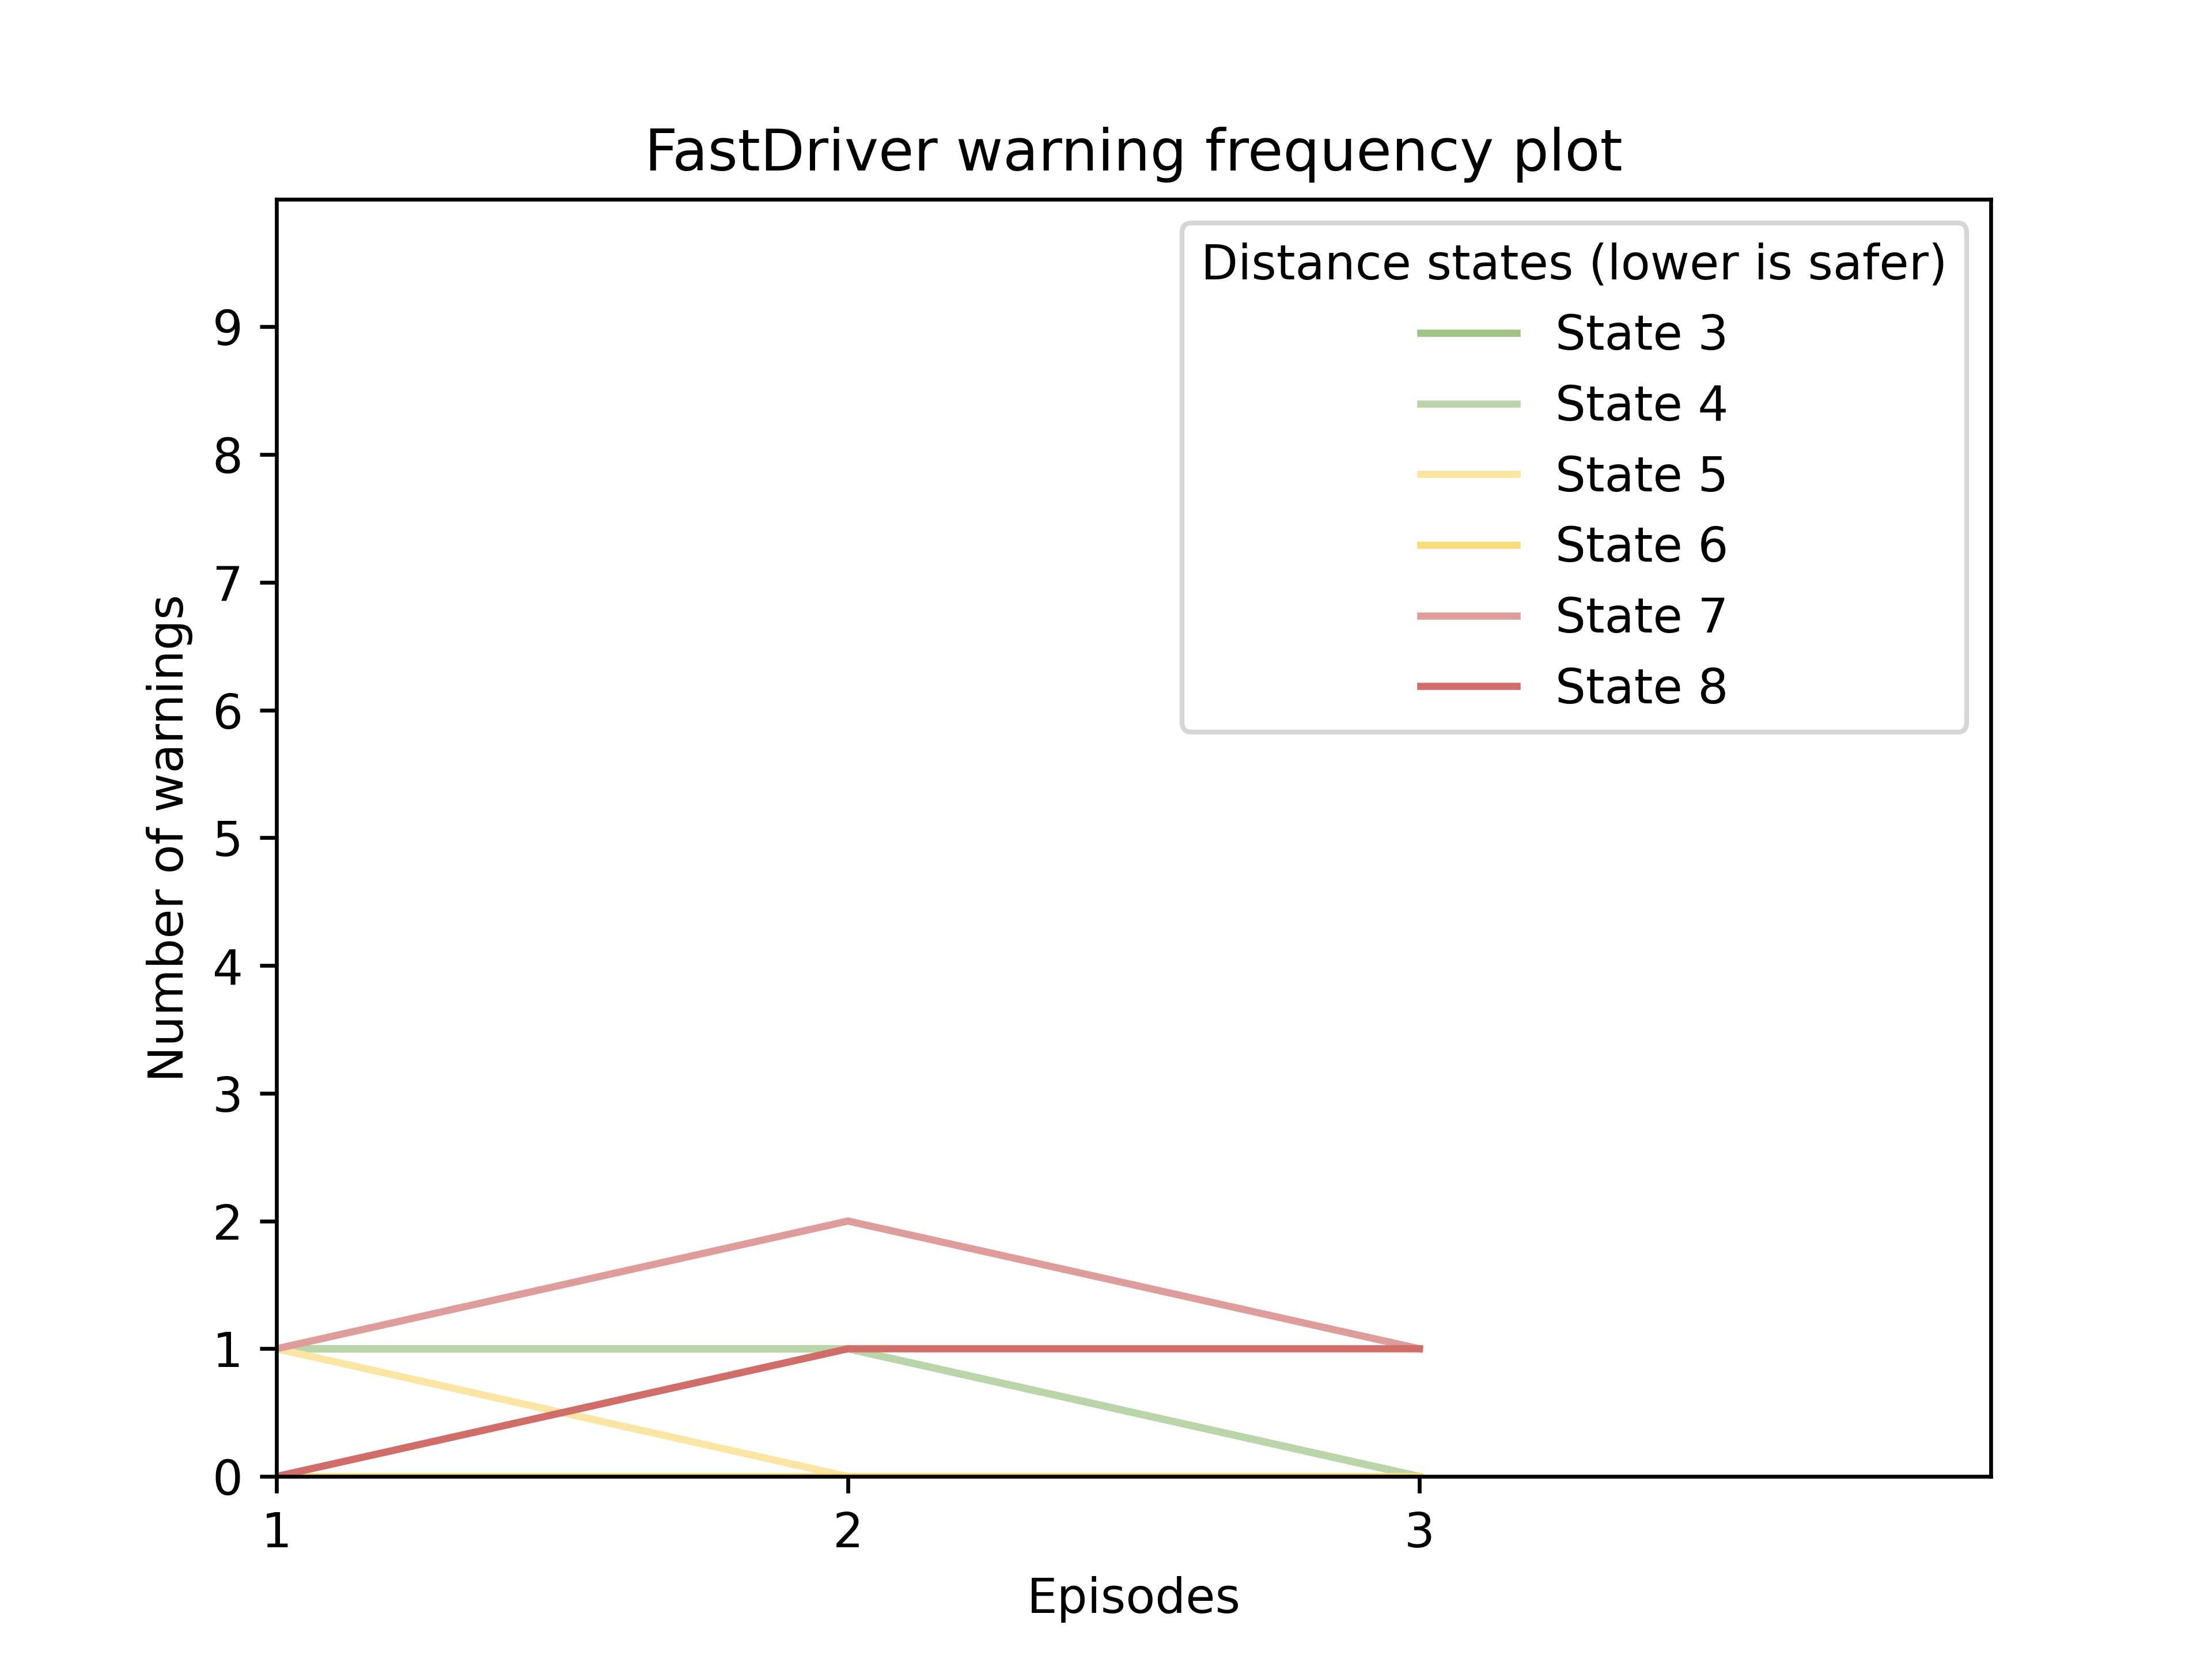 FastDriver warning frequency plot
Distance states (lower is safer)
State 3
State 4
State 5
State 6
State 7
State 8
Number of warnings
9
8
7
6
5
4
3
2
1
0
1 2 3
Episodes